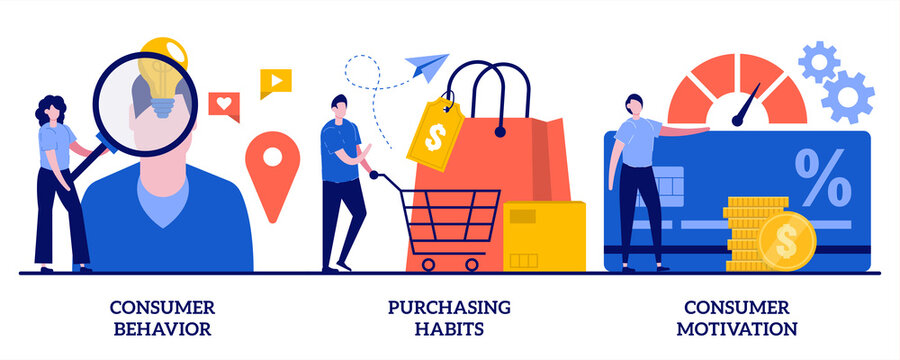 $
%
$
CONSUMER
BEHAVIOR
PURCHASING
HABITS
CONSUMER
MOTIVATION